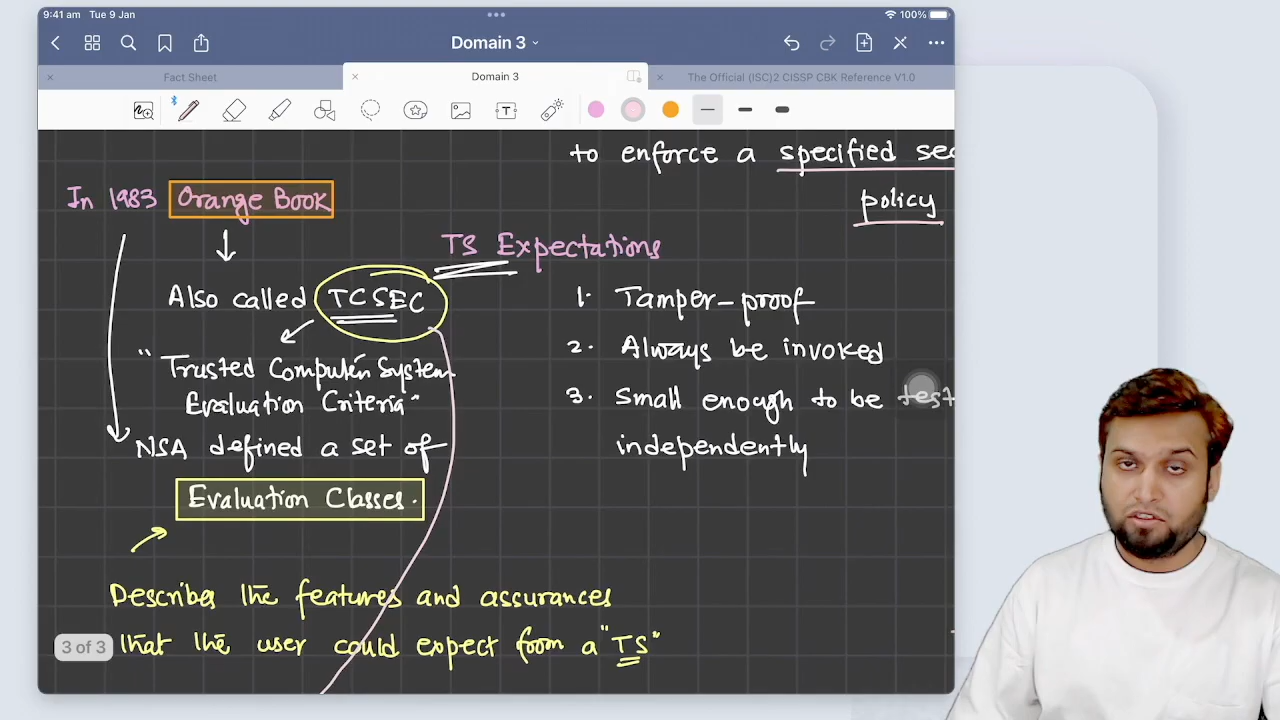 9:41 am Tue 9 Jan
100%
Domain 3
Fact Sheet
Domain 3
The Official (ISC)2 CISSP CBK Reference V1.0
to enforce a specified sec
policy
In 1983 Orange Book
Also called TCSEC
"Trusted Computer System
Evaluation Criteria"
NSA defined a set of
Evaluation Classes.
Describes the features and assurances
that the user could expect from a "TS"
3 of 3
TS Expectations
1. Tamper-proof
2. Always be invoked
3. Small enough to be test
independently